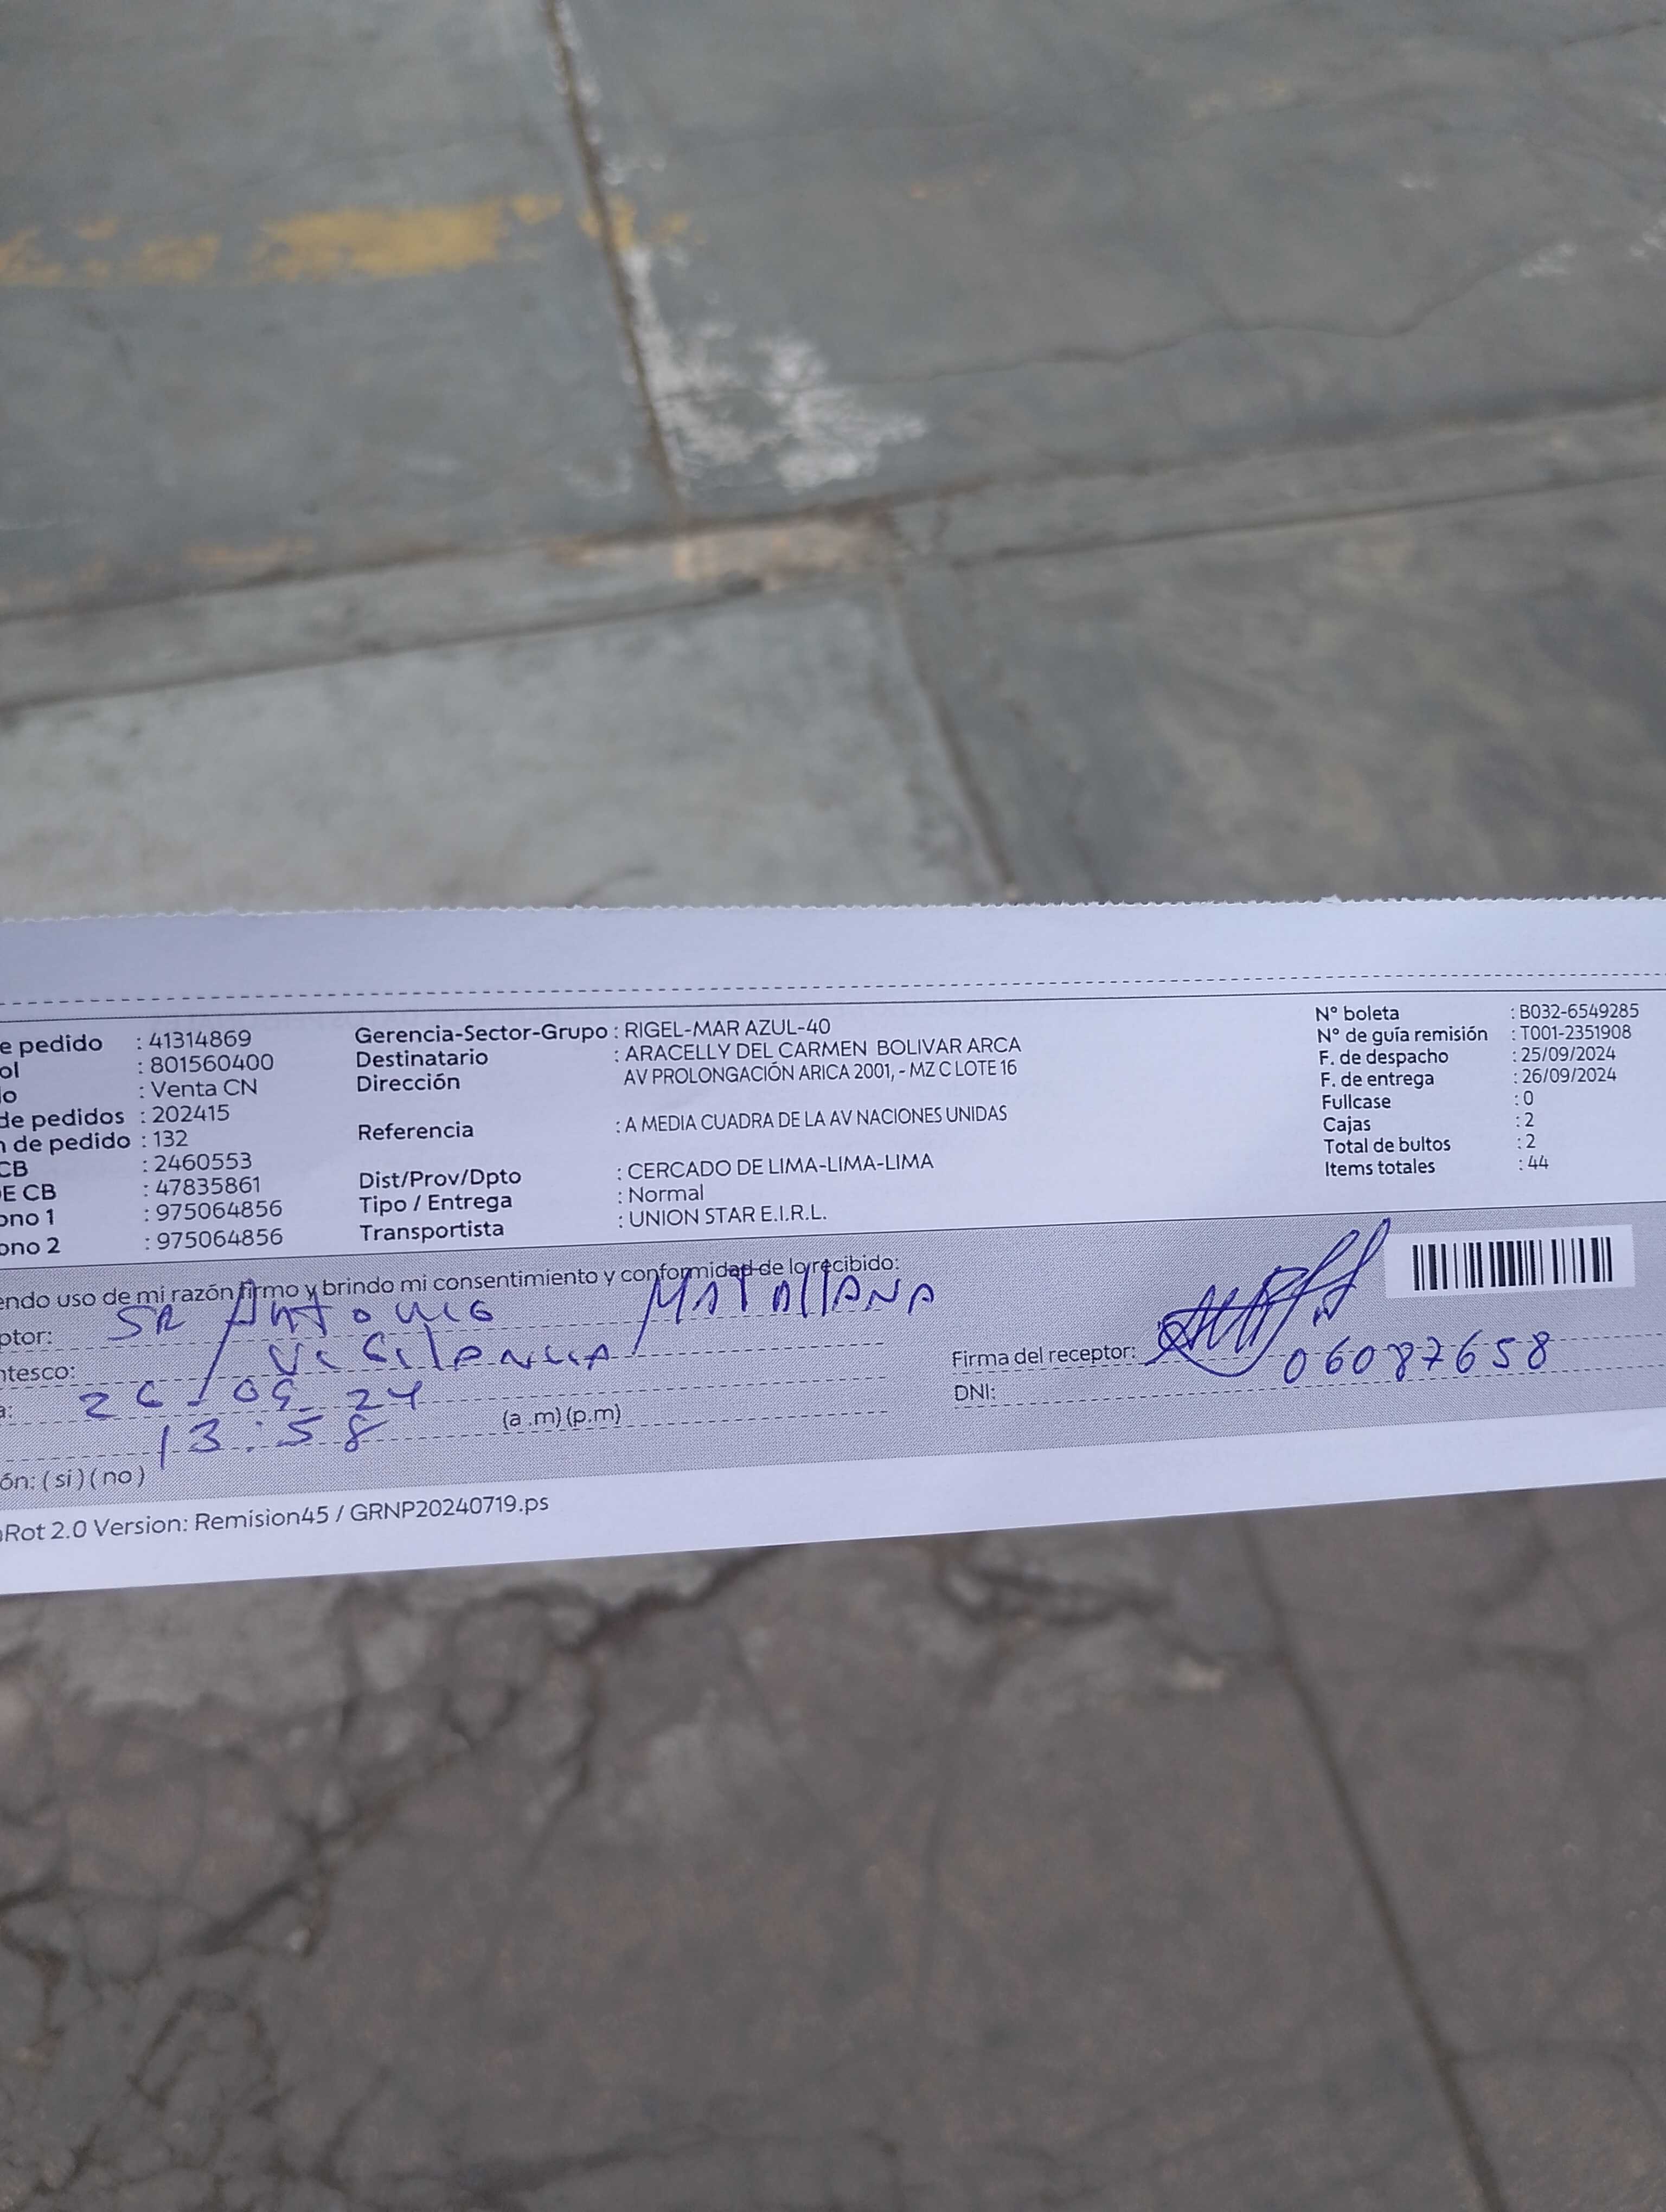 e pedido : 41314869
ol : 801560400
lo : Venta CN
de pedidos : 202415
n de pedido : 132
CB : 2460553
E CB : 47835861
ono 1 : 975064856
ono 2 : 975064856
Gerencia-Sector-Grupo : RIGEL-MAR AZUL-40
Destinatario : ARACELLY DEL CARMEN BOLIVAR ARCA
Dirección AV PROLONGACIÓN ARICA 2001, - MZ C LOTE 16
Referencia : A MEDIA CUADRA DE LA AV NACIONES UNIDAS
Dist/Prov/Dpto : CERCADO DE LIMA-LIMA-LIMA
Tipo / Entrega : Normal
Transportista : UNION STAR E.I.R.L.
N° boleta : B032-6549285
N° de guía remisión : T001-2351908
F. de despacho : 25/09/2024
F. de entrega : 26/09/2024
Fullcase : 0
Cajas : 2
Total de bultos : 2
Items totales : 44
endo uso de mi razón firmo y brindo mi consentimiento y conformidad de lo recibido:
ptor: SR Antonio MATALLANA
ntesco: VigilANciA
a: 26-09-24
13:58 (a .m) (p.m)
ón: ( si ) ( no )
Firma del receptor:
DNI: 06087658
Rot 2.0 Version: Remision45 / GRNP20240719.ps